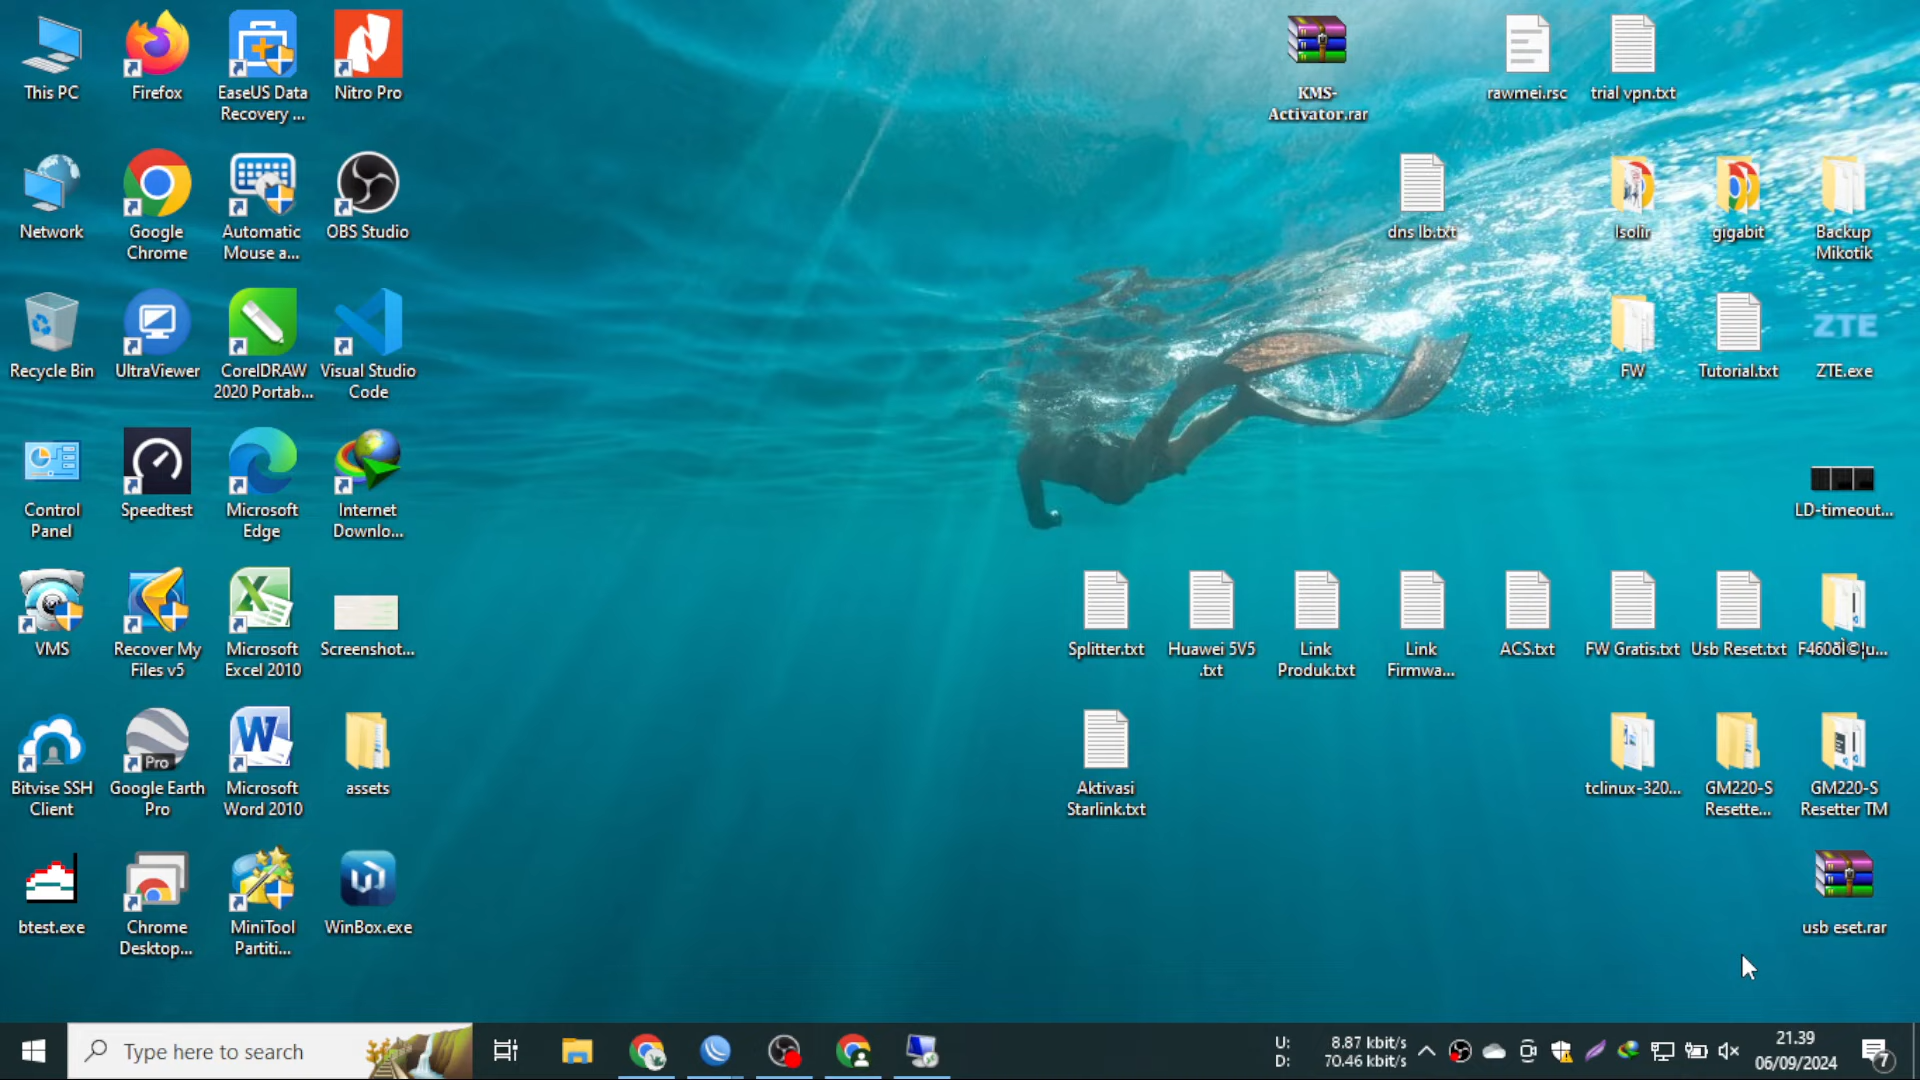 This PC
Firefox
EaseUS Data
Recovery ...
Nitro Pro
KMS-
Activator.rar
rawmei.rsc
trial vpn.txt
Network
Google
Chrome
Automatic
Mouse a...
OBS Studio
dns lb.txt
Isolir
gigabit
Backup
Mikotik
Recycle Bin
UltraViewer
CorelDRAW
2020 Portab...
Visual Studio
Code
FW
Tutorial.txt
ZTE
ZTE.exe
Control
Panel
Speedtest
Microsoft
Edge
Internet
Downlo...
LD-timeout...
VMS
Recover My
Files v5
Microsoft
Excel 2010
Screenshot...
Splitter.txt
Huawei 5V5
.txt
Link
Produk.txt
Link
Firmwa...
ACS.txt
FW Gratis.txt
Usb Reset.txt
F460ðÌ©¦u...
Bitvise SSH
Client
Pro
Google Earth
Pro
Microsoft
Word 2010
assets
Aktivasi
Starlink.txt
tclinux-320...
GM220-S
Resette...
GM220-S
Resetter TM
btest.exe
Chrome
Desktop...
MiniTool
Partiti...
WinBox.exe
usb eset.rar
Type here to search
U: 8.87 kbit/s
D: 70.46 kbit/s
21.39
06/09/2024
7